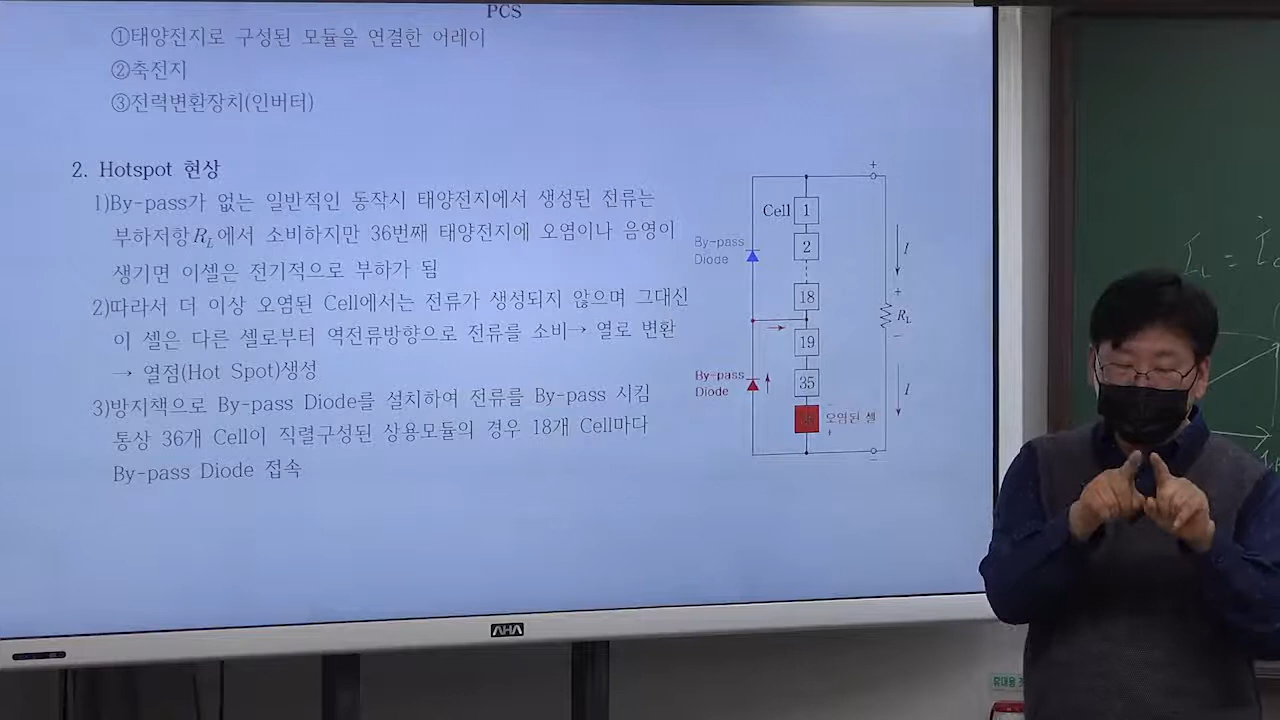 PCS
①태양전지로 구성된 모듈을 연결한 어레이
②축전지
③전력변환장치(인버터)
2. Hotspot 현상
1)By-pass가 없는 일반적인 동작시 태양전지에서 생성된 전류는
부하저항 R_L에서 소비하지만 36번째 태양전지에 오염이나 음영이
생기면 이셀은 전기적으로 부하가 됨
2)따라서 더 이상 오염된 Cell에서는 전류가 생성되지 않으며 그대신
이 셀은 다른 셀로부터 역전류방향으로 전류를 소비→ 열로 변환
→ 열점(Hot Spot)생성
3)방지책으로 By-pass Diode를 설치하여 전류를 By-pass 시킴
통상 36개 Cell이 직렬구성된 상용모듈의 경우 18개 Cell마다
By-pass Diode 접속
+
Cell 1
2
By-pass
Diode
I
18
+
R_L
19
−
By-pass
Diode
35
I
오염된 셀
+
−
AHA
I_L =
휴대용